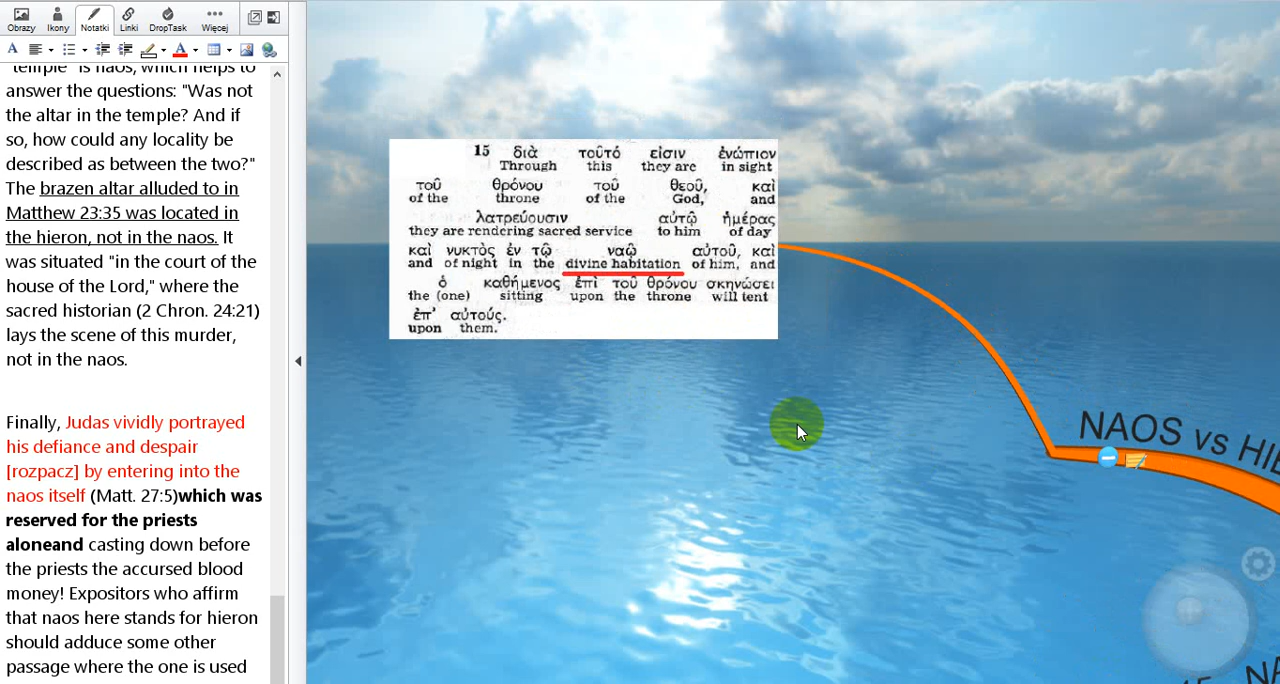 Obrazy Ikony Notatki Linki DropTask Więcej
"temple" is naos, which helps to
answer the questions: "Was not
the altar in the temple? And if
so, how could any locality be
described as between the two?"
The brazen altar alluded to in
Matthew 23:35 was located in
the hieron, not in the naos. It
was situated "in the court of the
house of the Lord," where the
sacred historian (2 Chron. 24:21)
lays the scene of this murder,
not in the naos.
Finally, Judas vividly portrayed
his defiance and despair
[rozpacz] by entering into the
naos itself (Matt. 27:5)which was
reserved for the priests
aloneand casting down before
the priests the accursed blood
money! Expositors who affirm
that naos here stands for hieron
should adduce some other
passage where the one is used
15 διὰ τοῦτό εἰσιν ἐνώπιον
Through this they are in sight
τοῦ θρόνου τοῦ θεοῦ, καὶ
of the throne of the God, and
λατρεύουσιν αὐτῷ ἡμέρας
they are rendering sacred service to him of day
καὶ νυκτὸς ἐν τῷ ναῷ αὐτοῦ, καὶ
and of night in the divine habitation of him, and
ὁ καθήμενος ἐπὶ τοῦ θρόνου σκηνώσει
the (one) sitting upon the throne will tent
ἐπ' αὐτούς.
upon them.
NAOS vs HIE